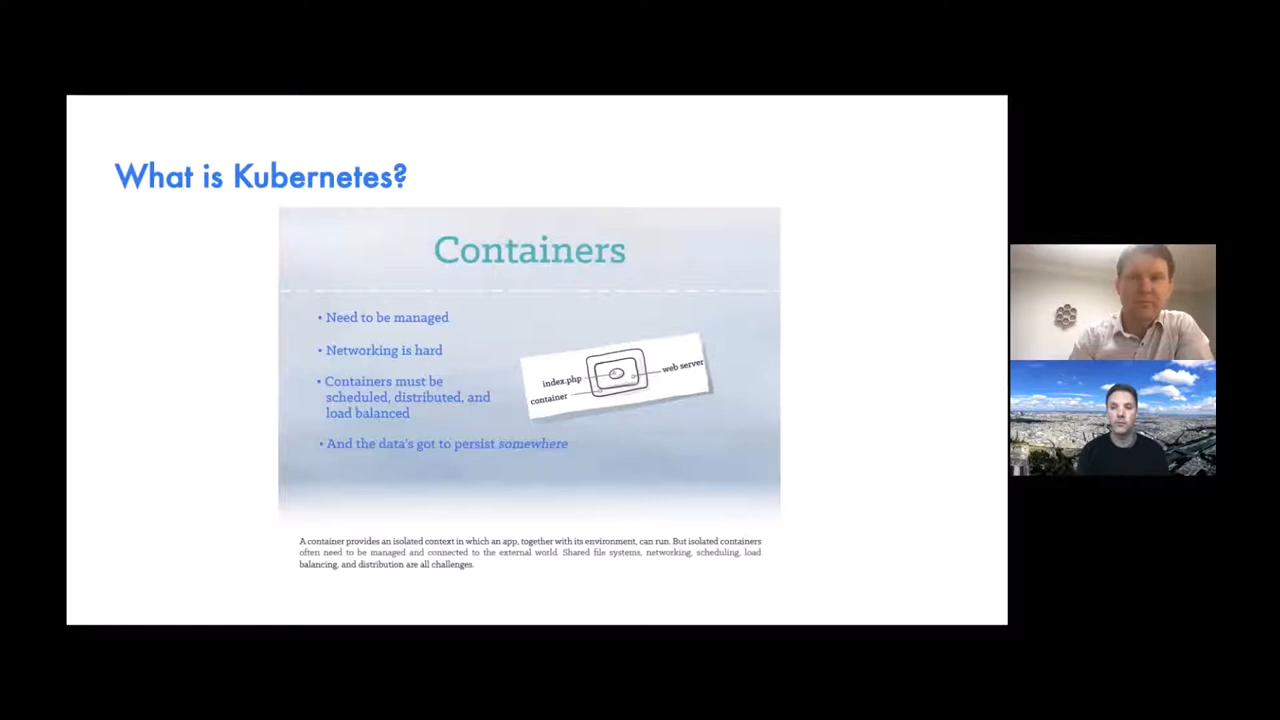 What is Kubernetes?
Containers
• Need to be managed
• Networking is hard
• Containers must be
scheduled, distributed, and
load balanced
• And the data's got to persist somewhere
index.php
web server
container
A container provides an isolated context in which an app, together with its environment, can run. But isolated containers
often need to be managed and connected to the external world. Shared file systems, networking, scheduling, load
balancing, and distribution are all challenges.